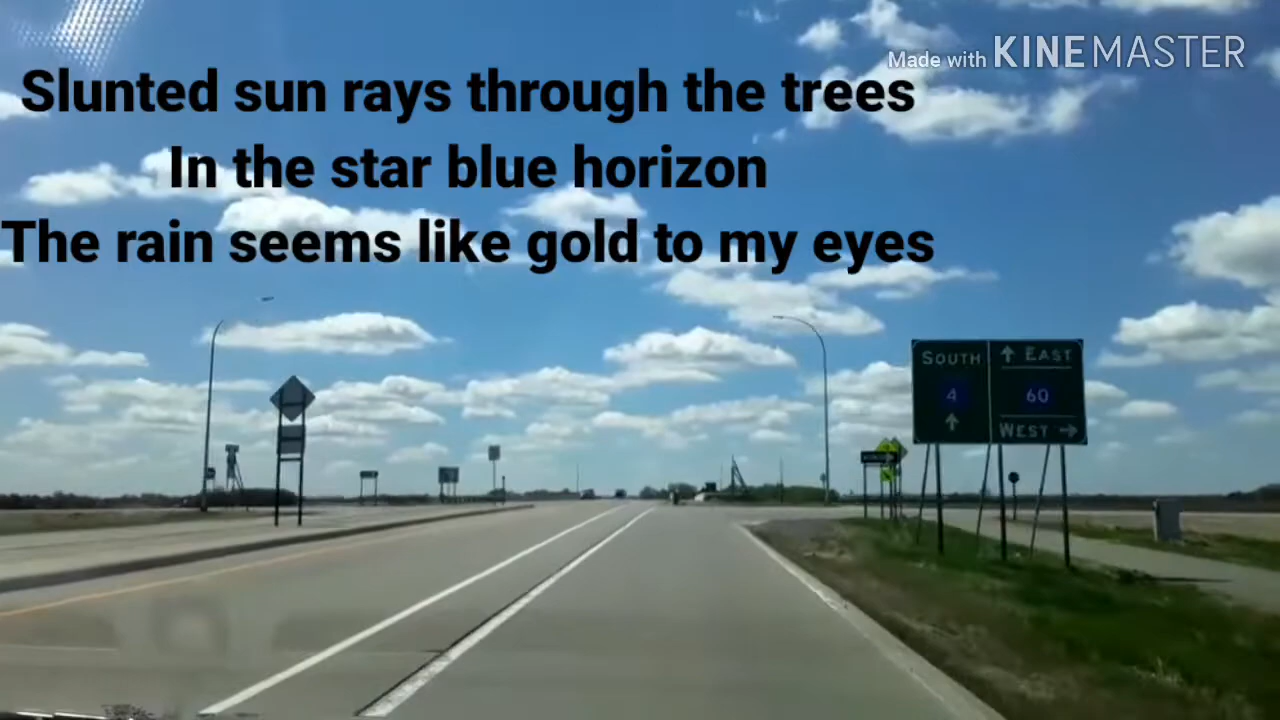 Made with KINEMASTER
Slunted sun rays through the trees
In the star blue horizon
The rain seems like gold to my eyes
SOUTH
4
EAST
60
WEST